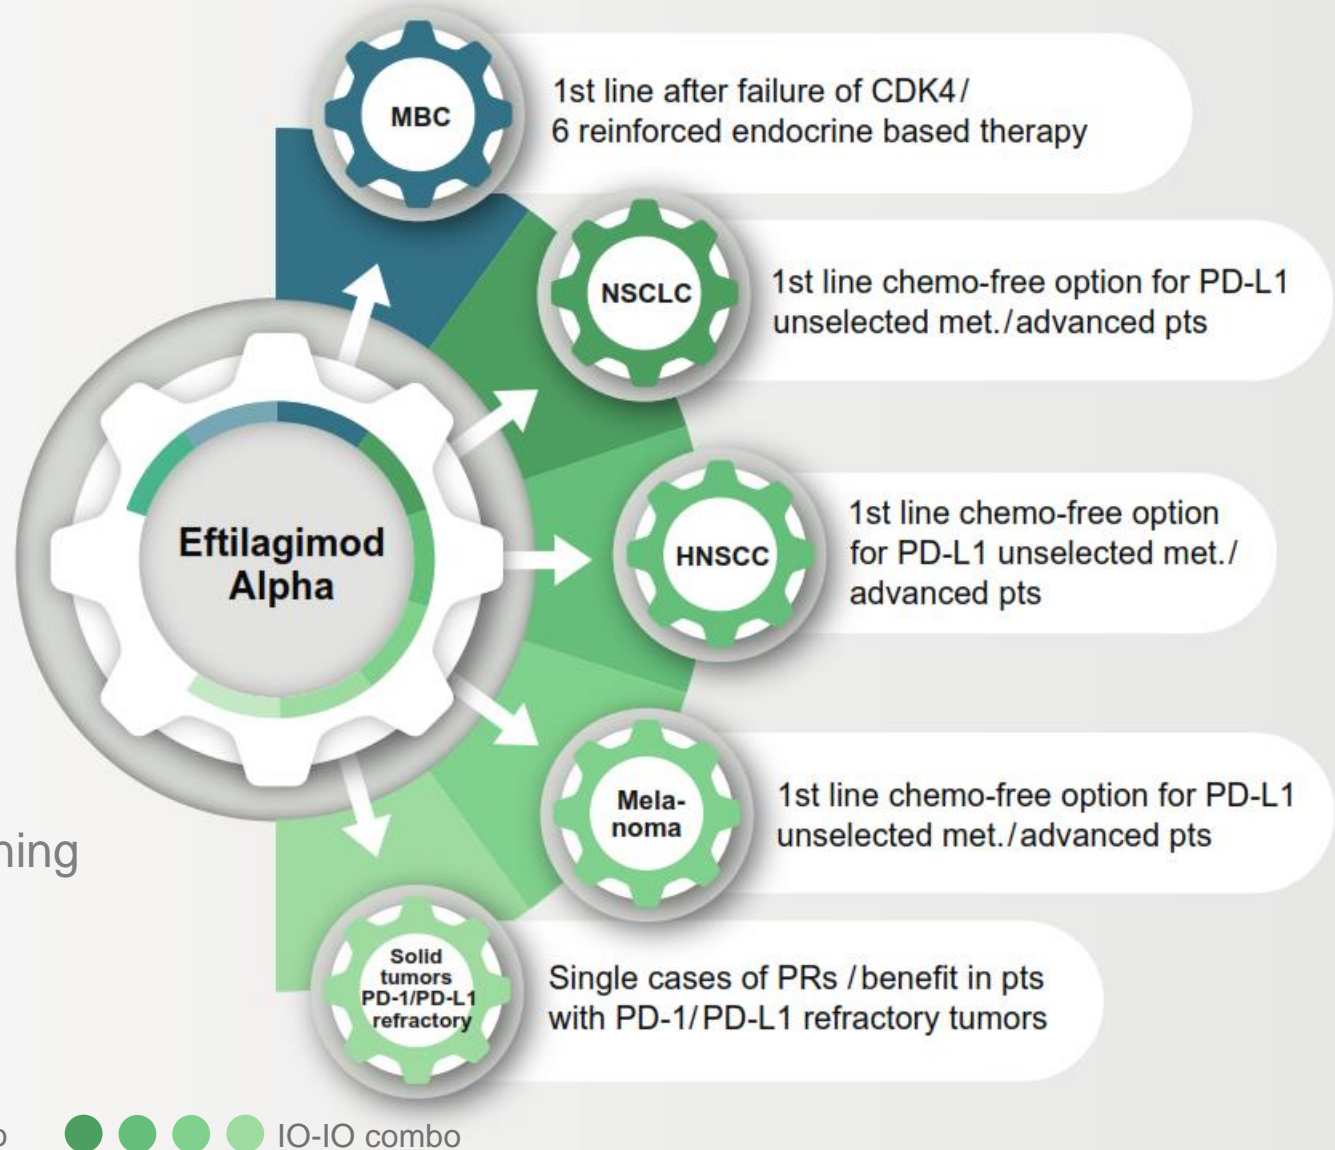 MBC
1st line after failure of CDK4/
6 reinforced endocrine based therapy
NSCLC
1st line chemo-free option for PD-L1
unselected met./advanced pts
Eftilagimod
Alpha
HNSCC
1st line chemo-free option
for PD-L1 unselected met./
advanced pts
Mela-
noma
1st line chemo-free option for PD-L1
unselected met./advanced pts
Solid
tumors
PD-1/PD-L1
refractory
Single cases of PRs /benefit in pts
with PD-1/PD-L1 refractory tumors
IO-IO combo